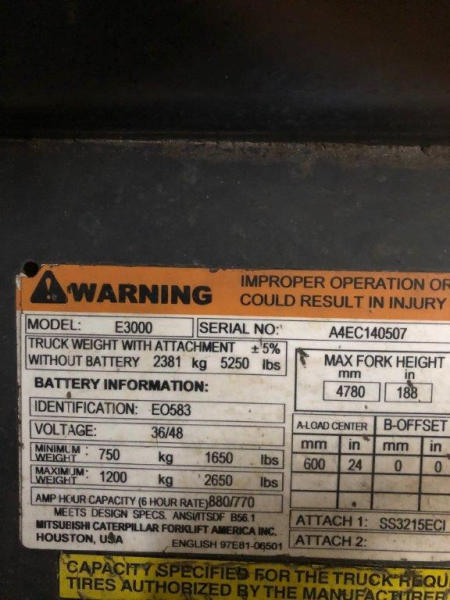 WARNING
IMPROPER OPERATION OR
COULD RESULT IN INJURY
MODEL: E3000 SERIAL NO: A4EC140507
TRUCK WEIGHT WITH ATTACHMENT ± 5%
WITHOUT BATTERY 2381 kg 5250 lbs
BATTERY INFORMATION:
IDENTIFICATION: EO583
VOLTAGE: 36/48
MINIMUM WEIGHT: 750 kg 1650 lbs
MAXIMUM WEIGHT: 1200 kg 2650 lbs
AMP HOUR CAPACITY (6 HOUR RATE) 880/770
MEETS DESIGN SPECS. ANSI/ITSDF B56.1
MITSUBISHI CATERPILLAR FORKLIFT AMERICA INC.
HOUSTON, USA ENGLISH 97E81-06501
MAX FORK HEIGHT
mm in
4780 188
A-LOAD CENTER B-OFFSET
mm in mm in
600 24 0 0
ATTACH 1: SS3215ECI
ATTACH 2:
CAPACITY SPECIFIED FOR THE TRUCK REQU
TIRES AUTHORIZED BY THE MANUFACTURER